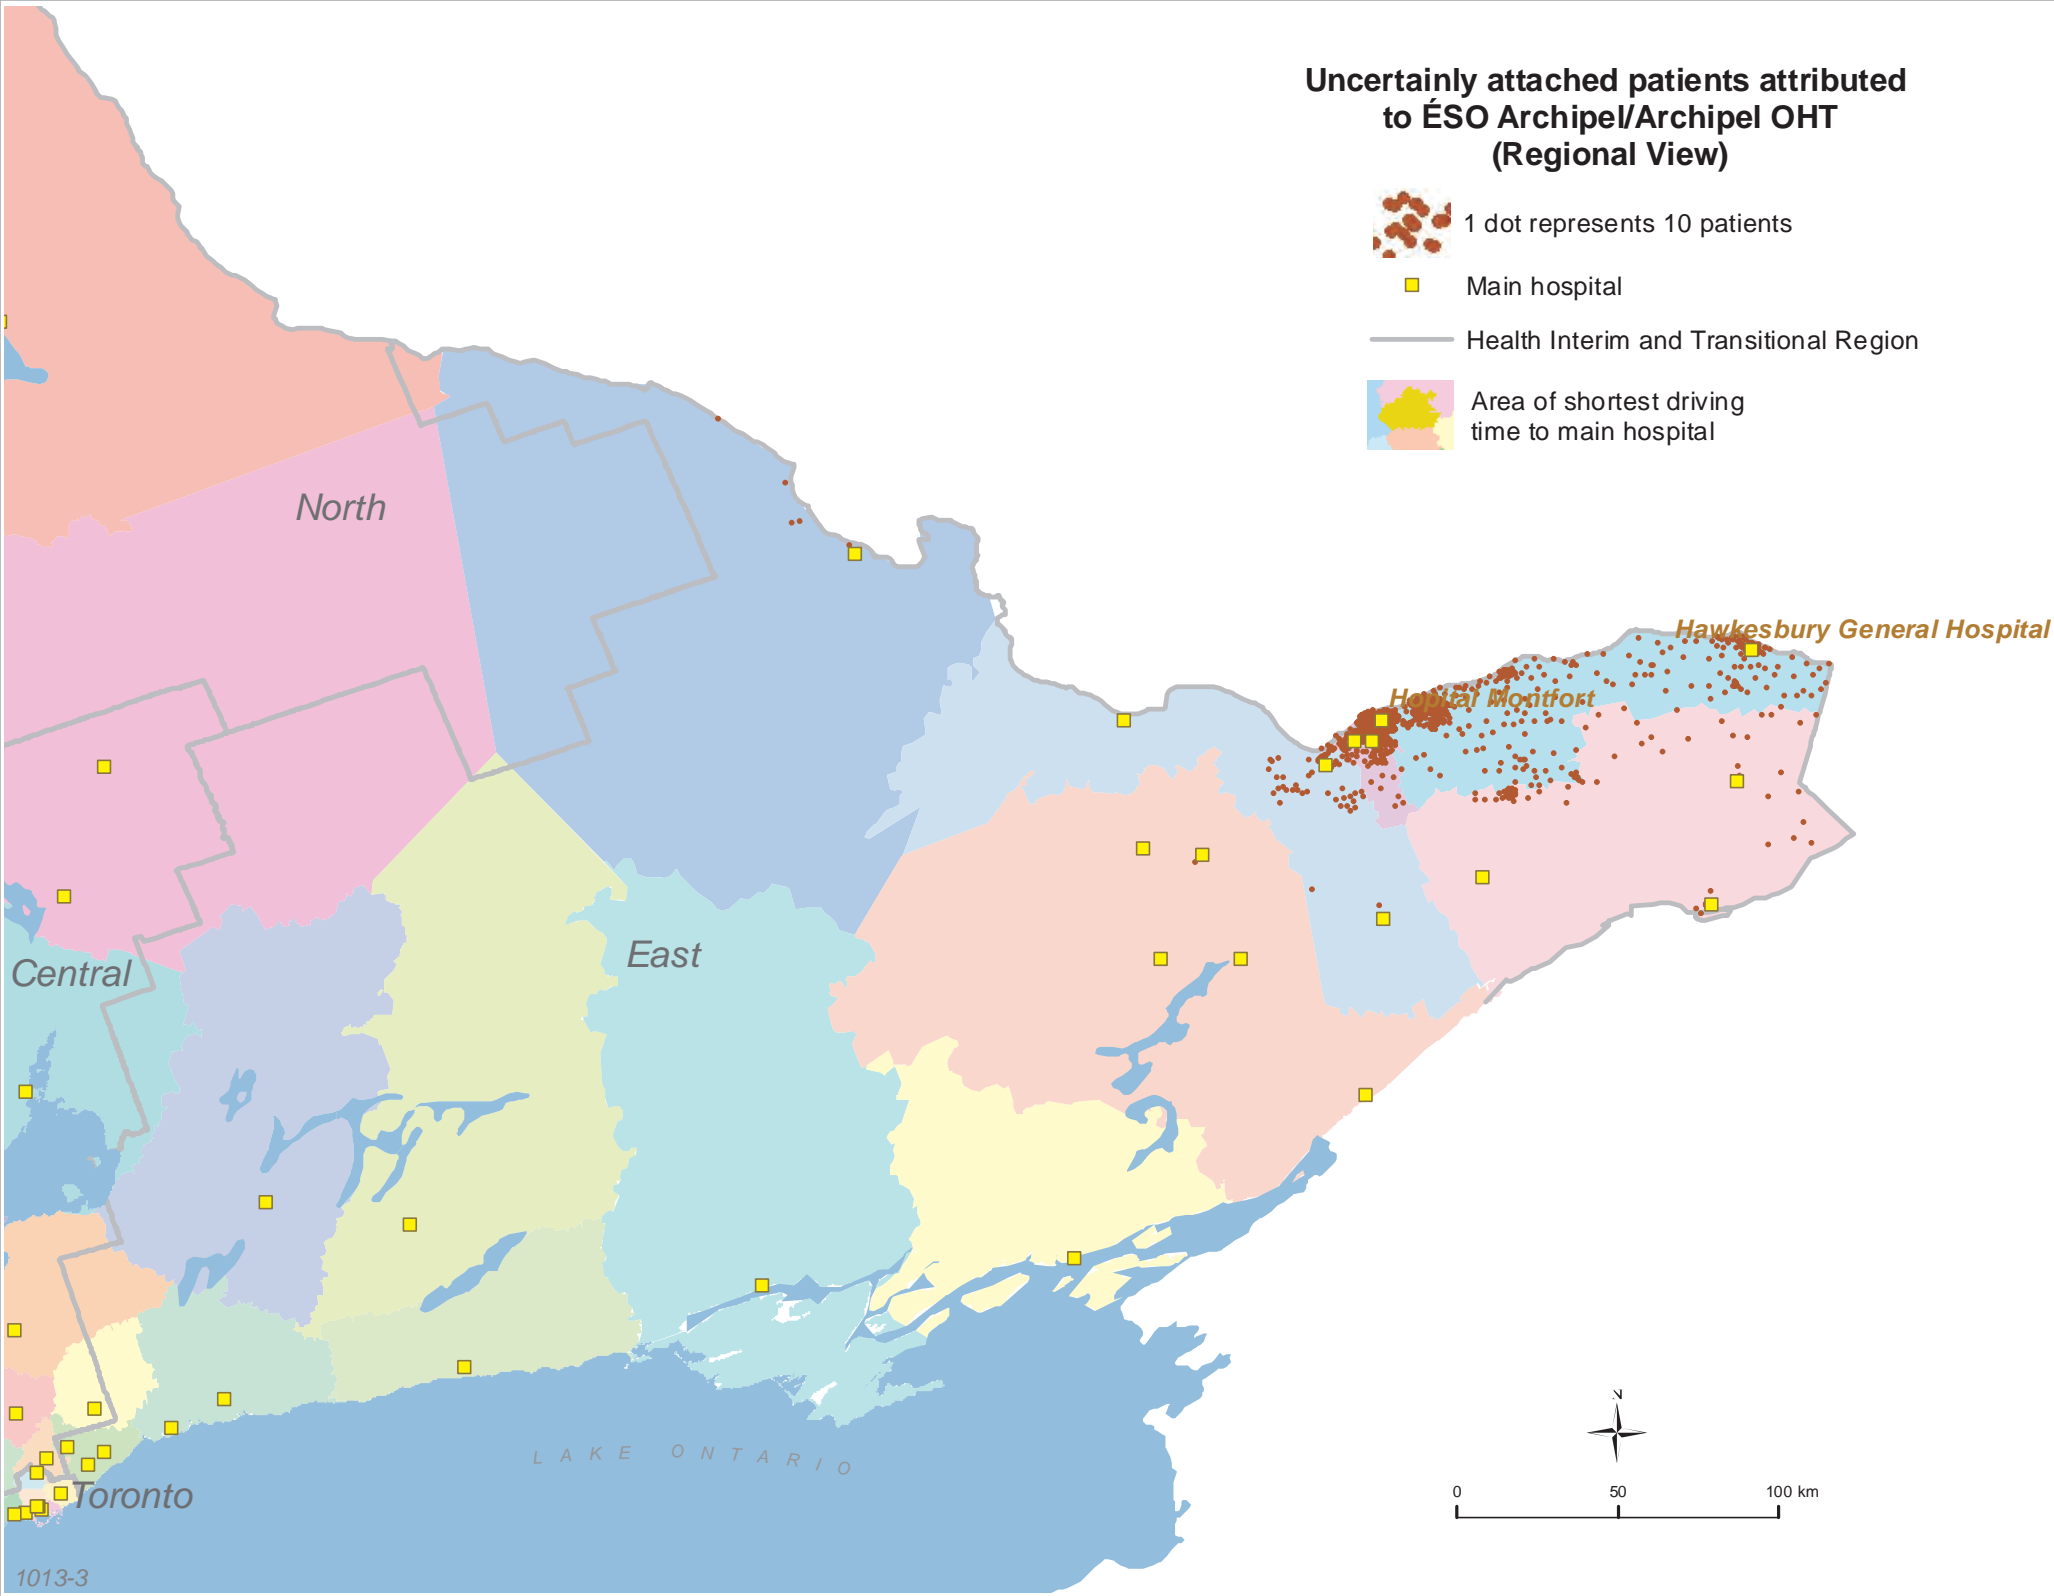 Uncertainly attached patients attributed
to ÉSO Archipel/Archipel OHT
(Regional View)
1 dot represents 10 patients
Main hospital
Health Interim and Transitional Region
Area of shortest driving
time to main hospital
North
Hawkesbury General Hospital
Hopital Montfort
East
Central
LAKE ONTARIO
Toronto
N
0 50 100 km
1013-3